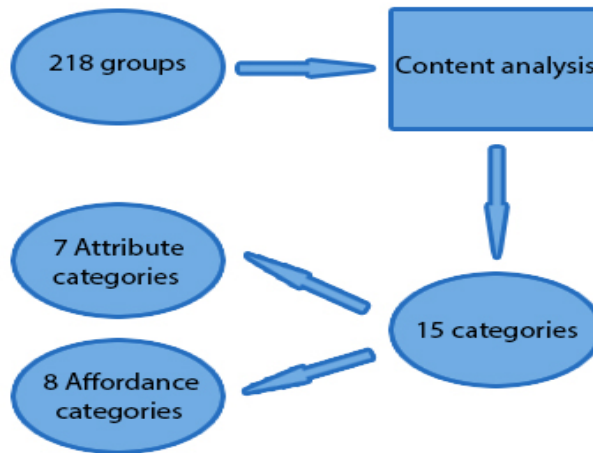 218 groups
Content analysis
7 Attribute
categories
15 categories
8 Affordance
categories